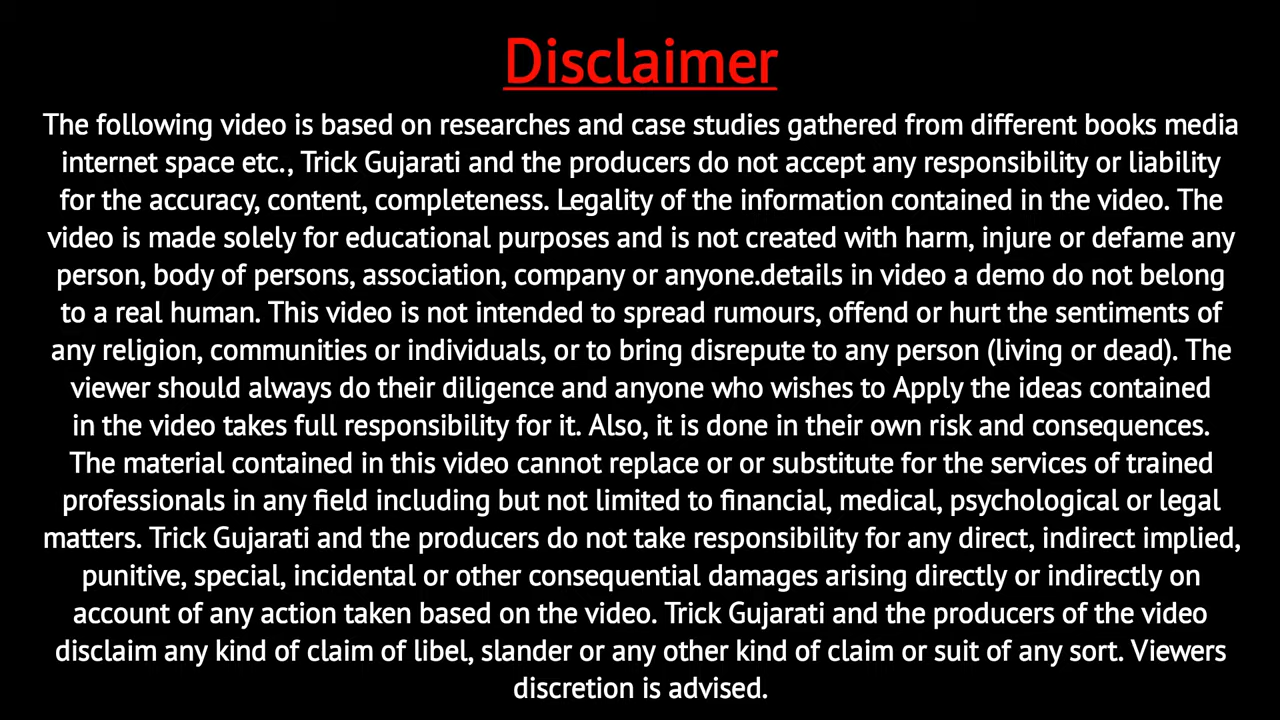 Disclaimer
The following video is based on researches and case studies gathered from different books media
internet space etc., Trick Gujarati and the producers do not accept any responsibility or liability
for the accuracy, content, completeness. Legality of the information contained in the video. The
video is made solely for educational purposes and is not created with harm, injure or defame any
person, body of persons, association, company or anyone.details in video a demo do not belong
to a real human. This video is not intended to spread rumours, offend or hurt the sentiments of
any religion, communities or individuals, or to bring disrepute to any person (living or dead). The
viewer should always do their diligence and anyone who wishes to Apply the ideas contained
in the video takes full responsibility for it. Also, it is done in their own risk and consequences.
The material contained in this video cannot replace or or substitute for the services of trained
professionals in any field including but not limited to financial, medical, psychological or legal
matters. Trick Gujarati and the producers do not take responsibility for any direct, indirect implied,
punitive, special, incidental or other consequential damages arising directly or indirectly on
account of any action taken based on the video. Trick Gujarati and the producers of the video
disclaim any kind of claim of libel, slander or any other kind of claim or suit of any sort. Viewers
discretion is advised.